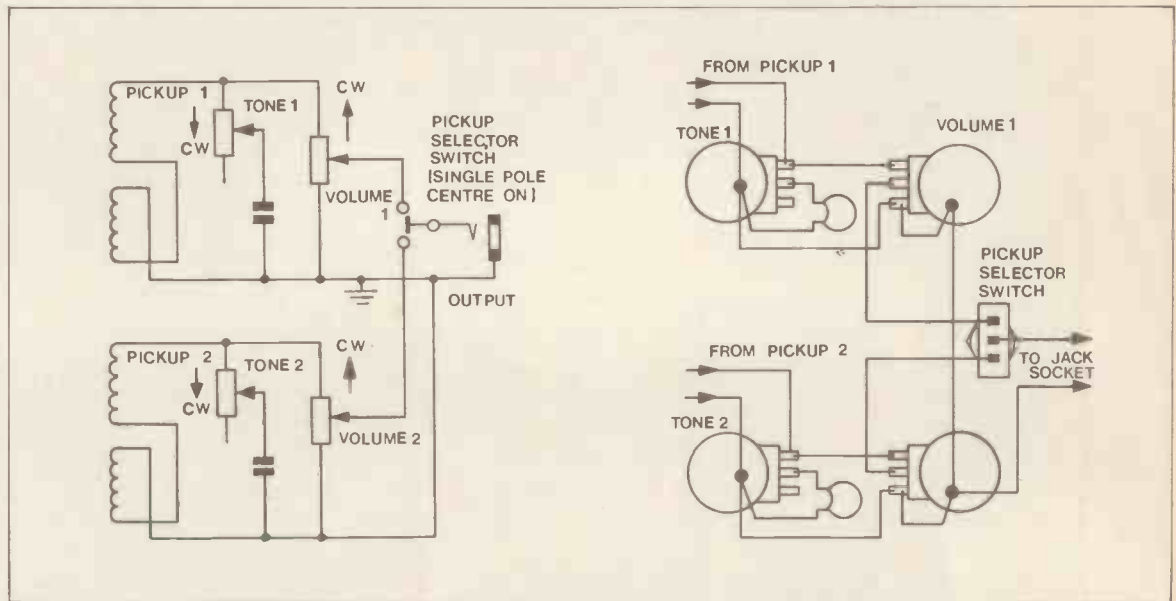 PICKUP 1
TONE 1
CW
CW
PICKUP
SELECTOR
SWITCH
[SINGLE POLE
CENTRE ON]
VOLUME
1
OUTPUT
PICKUP 2
TONE 2
CW
CW
VOLUME 2
FROM PICKUP 1
TONE 1
VOLUME 1
PICKUP
SELECTOR
SWITCH
TO JACK
SOCKET
FROM PICKUP 2
TONE 2